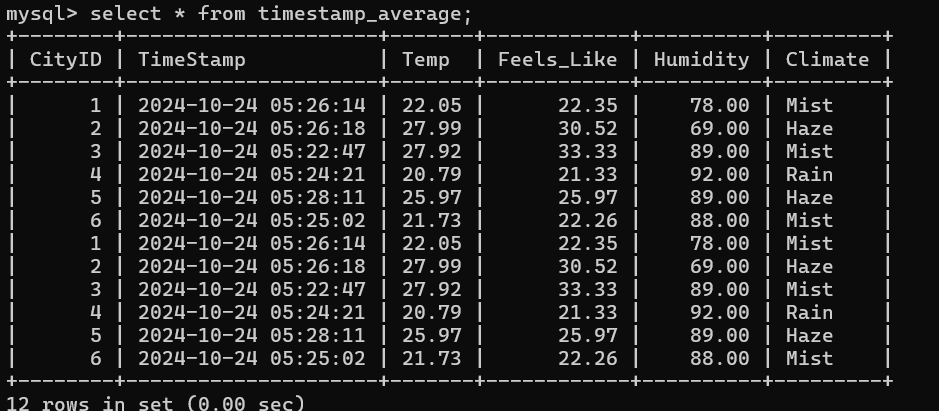 mysql> select * from timestamp_average;
+--------+---------------------+-------+------------+----------+---------+
| CityID | TimeStamp           | Temp  | Feels_Like | Humidity | Climate |
+--------+---------------------+-------+------------+----------+---------+
|      1 | 2024-10-24 05:26:14 | 22.05 |      22.35 |    78.00 | Mist    |
|      2 | 2024-10-24 05:26:18 | 27.99 |      30.52 |    69.00 | Haze    |
|      3 | 2024-10-24 05:22:47 | 27.92 |      33.33 |    89.00 | Mist    |
|      4 | 2024-10-24 05:24:21 | 20.79 |      21.33 |    92.00 | Rain    |
|      5 | 2024-10-24 05:28:11 | 25.97 |      25.97 |    89.00 | Haze    |
|      6 | 2024-10-24 05:25:02 | 21.73 |      22.26 |    88.00 | Mist    |
|      1 | 2024-10-24 05:26:14 | 22.05 |      22.35 |    78.00 | Mist    |
|      2 | 2024-10-24 05:26:18 | 27.99 |      30.52 |    69.00 | Haze    |
|      3 | 2024-10-24 05:22:47 | 27.92 |      33.33 |    89.00 | Mist    |
|      4 | 2024-10-24 05:24:21 | 20.79 |      21.33 |    92.00 | Rain    |
|      5 | 2024-10-24 05:28:11 | 25.97 |      25.97 |    89.00 | Haze    |
|      6 | 2024-10-24 05:25:02 | 21.73 |      22.26 |    88.00 | Mist    |
+--------+---------------------+-------+------------+----------+---------+
12 rows in set (0.00 sec)